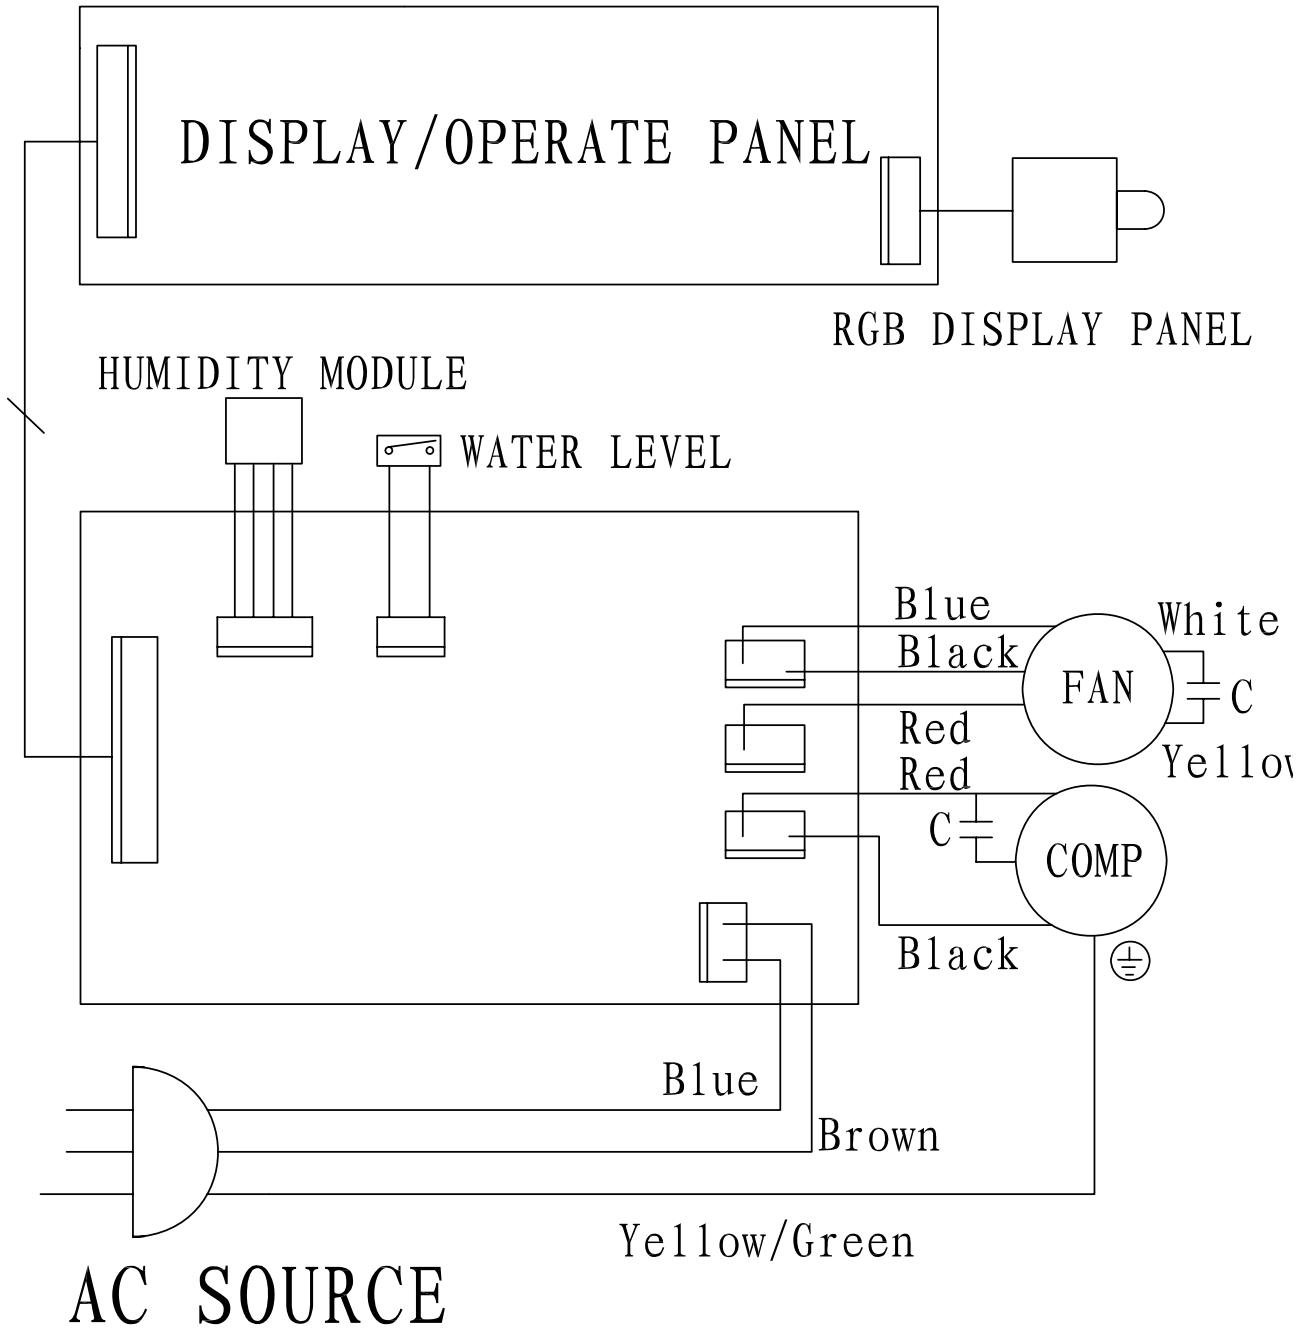 DISPLAY/OPERATE PANEL
RGB DISPLAY PANEL
HUMIDITY MODULE
WATER LEVEL
Blue
White
Black
FAN
C
Red
Yellow
Red
C
COMP
Black
Blue
Brown
Yellow/Green
AC SOURCE